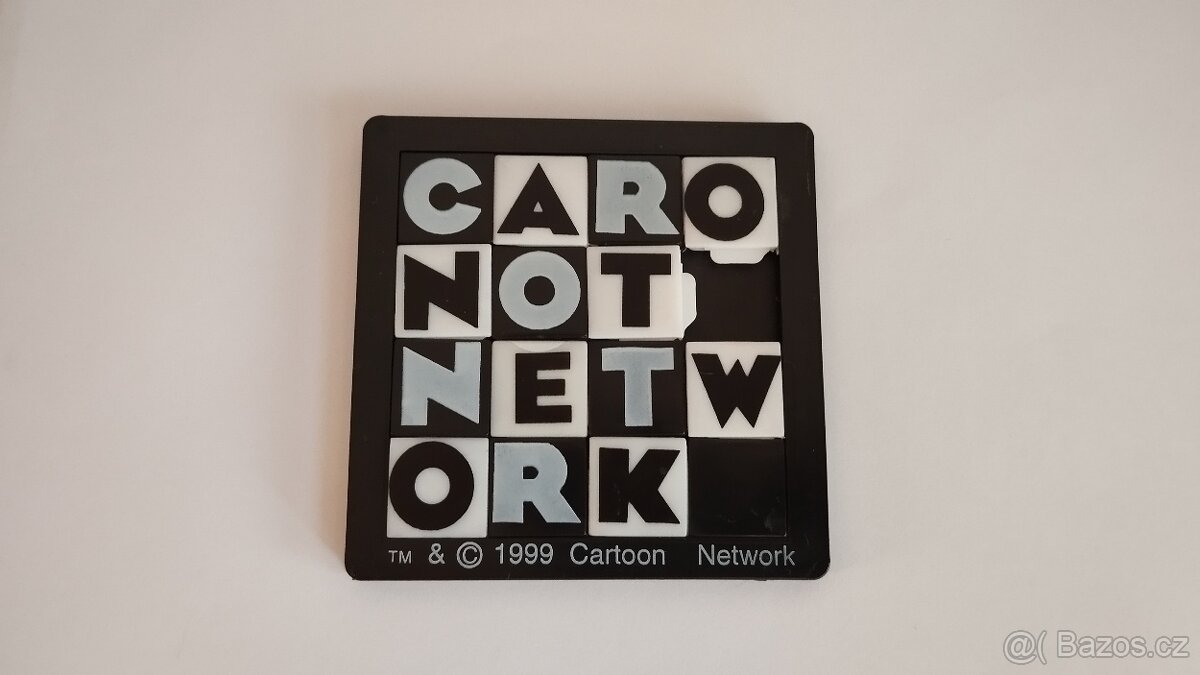 CARO
NOT
NETW
ORK
TM & © 1999 Cartoon Network
@( Bazos.cz